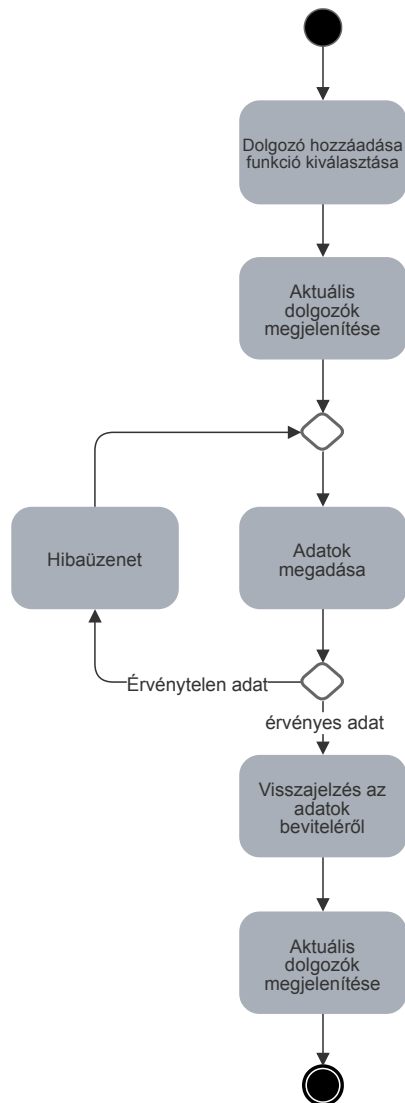 Dolgozó hozzáadása
funkció kiválasztása
Aktuális
dolgozók
megjelenítése
Hibaüzenet
Adatok
megadása
Érvénytelen adat
érvényes adat
Visszajelzés az
adatok
beviteléről
Aktuális
dolgozók
megjelenítése